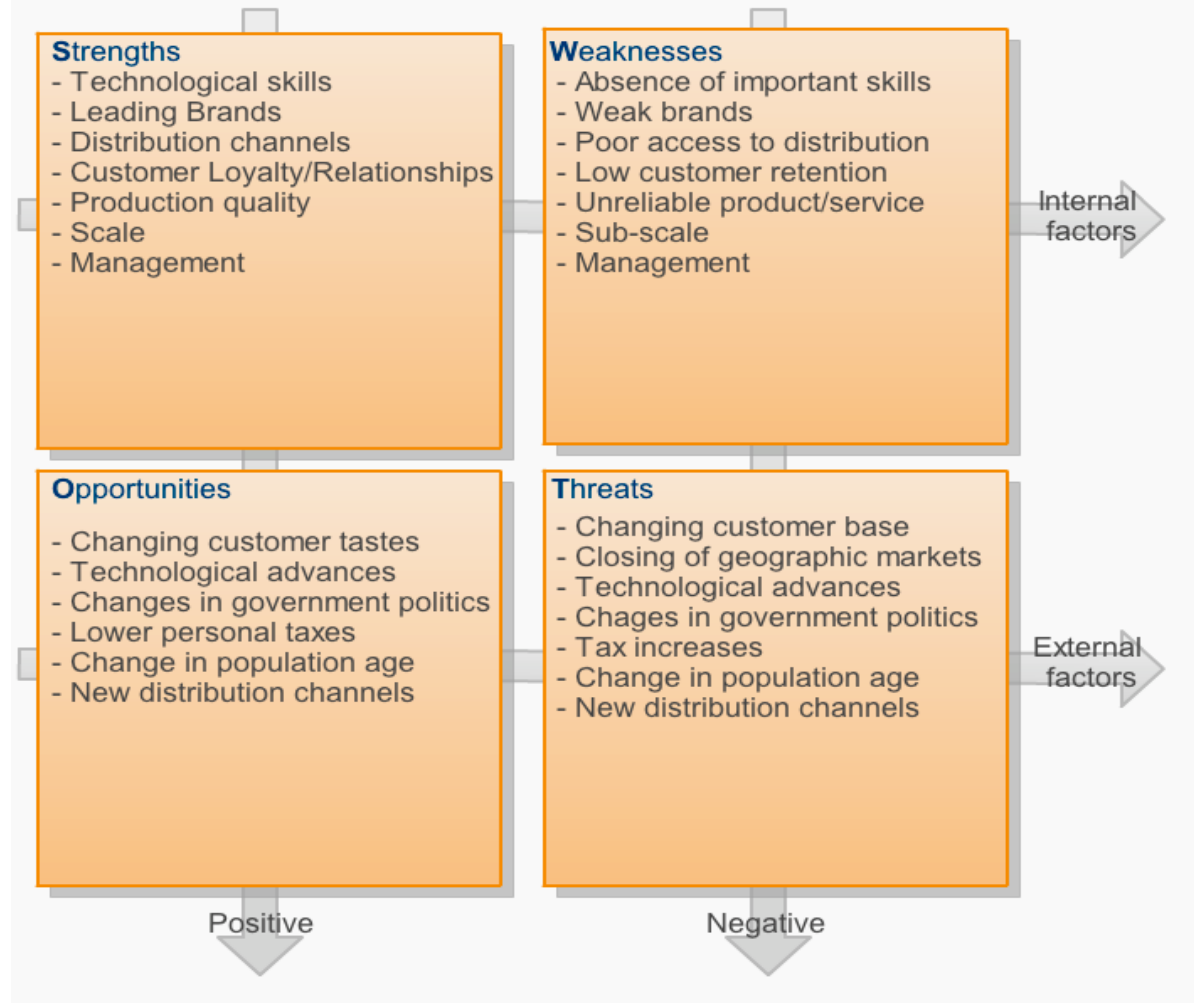 Strengths
- Technological skills
- Leading Brands
- Distribution channels
- Customer Loyalty/Relationships
- Production quality
- Scale
- Management
Weaknesses
- Absence of important skills
- Weak brands
- Poor access to distribution
- Low customer retention
- Unreliable product/service
- Sub-scale
- Management
Internal
factors
Opportunities
- Changing customer tastes
- Technological advances
- Changes in government politics
- Lower personal taxes
- Change in population age
- New distribution channels
Threats
- Changing customer base
- Closing of geographic markets
- Technological advances
- Chages in government politics
- Tax increases
- Change in population age
- New distribution channels
External
factors
Positive
Negative